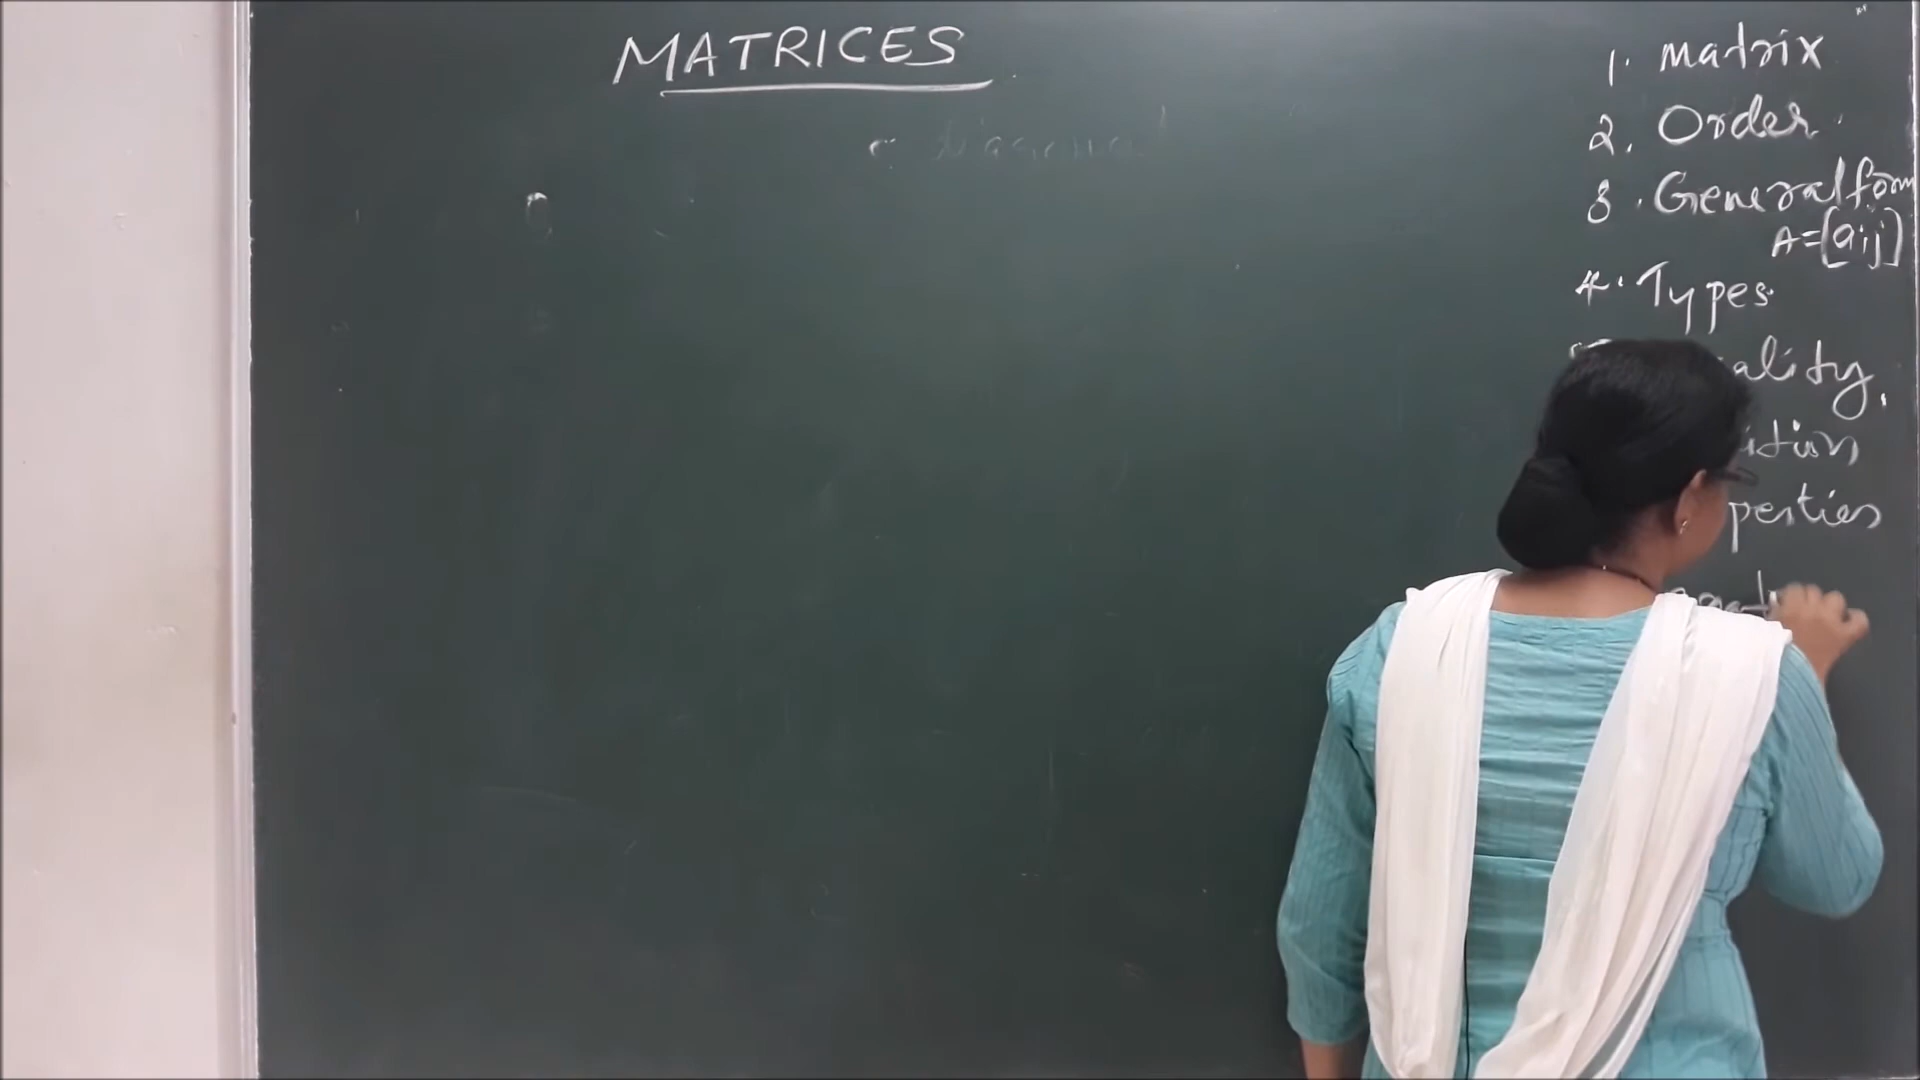 MATRICES
1. Matrix
2. Order
3. General form
A=[aij]
4. Types
ality
ition
perties